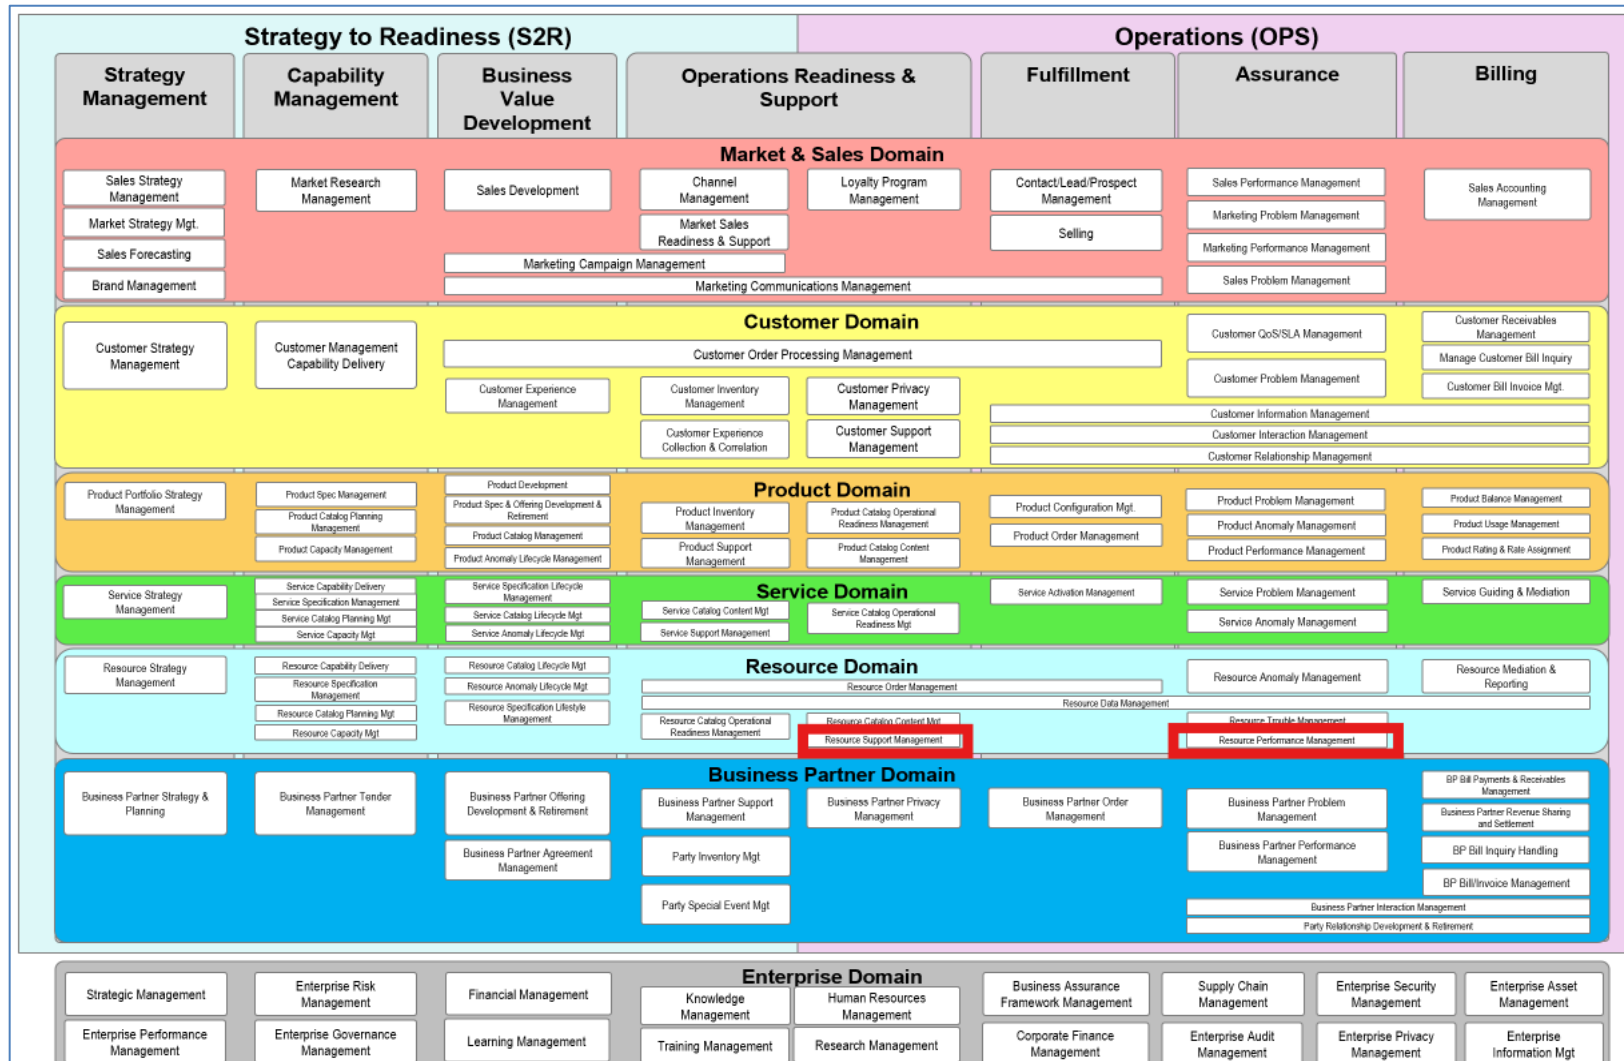 Strategy to Readiness (S2R)
Operations (OPS)
Strategy
Management
Capability
Management
Business
Value
Development
Operations Readiness &
Support
Fulfillment
Assurance
Billing
Market & Sales Domain
Sales Strategy
Management
Market Strategy Mgt.
Sales Forecasting
Brand Management
Market Research
Management
Sales Development
Channel
Management
Market Sales
Readiness & Support
Loyalty Program
Management
Marketing Campaign Management
Marketing Communications Management
Contact/Lead/Prospect
Management
Selling
Sales Performance Management
Marketing Problem Management
Marketing Performance Management
Sales Problem Management
Sales Accounting
Management
Customer Domain
Customer Strategy
Management
Customer Management
Capability Delivery
Customer Order Processing Management
Customer Experience
Management
Customer Inventory
Management
Customer Experience
Collection & Correlation
Customer Privacy
Management
Customer Support
Management
Customer QoS/SLA Management
Customer Problem Management
Customer Receivables
Management
Manage Customer Bill Inquiry
Customer Bill Invoice Mgt.
Customer Information Management
Customer Interaction Management
Customer Relationship Management
Product Domain
Product Portfolio Strategy
Management
Product Spec Management
Product Catalog Planning
Management
Product Capacity Management
Product Development
Product Spec & Offering Development &
Retirement
Product Catalog Management
Product Anomaly Lifecycle Management
Product Inventory
Management
Product Support
Management
Product Catalog Operational
Readiness Management
Product Catalog Content
Management
Product Configuration Mgt.
Product Order Management
Product Problem Management
Product Anomaly Management
Product Performance Management
Product Balance Management
Product Usage Management
Product Rating & Rate Assignment
Service Domain
Service Strategy
Management
Service Capability Delivery
Service Specification Management
Service Catalog Planning Mgt
Service Capacity Mgt
Service Specification Lifecycle
Management
Service Catalog Lifecycle Mgt
Service Anomaly Lifecycle Mgt
Service Catalog Content Mgt
Service Support Management
Service Catalog Operational
Readiness Mgt
Service Activation Management
Service Problem Management
Service Anomaly Management
Service Guiding & Mediation
Resource Domain
Resource Strategy
Management
Resource Capability Delivery
Resource Specification
Management
Resource Catalog Planning Mgt
Resource Capacity Mgt
Resource Catalog Lifecycle Mgt
Resource Anomaly Lifecycle Mgt
Resource Specification Lifestyle
Management
Resource Order Management
Resource Data Management
Resource Catalog Operational
Readiness Management
Resource Catalog Content Mgt
Resource Support Management
Resource Anomaly Management
Resource Trouble Management
Resource Performance Management
Resource Mediation &
Reporting
Business Partner Domain
Business Partner Strategy &
Planning
Business Partner Tender
Management
Business Partner Offering
Development & Retirement
Business Partner Agreement
Management
Business Partner Support
Management
Party Inventory Mgt
Party Special Event Mgt
Business Partner Privacy
Management
Business Partner Order
Management
Business Partner Problem
Management
Business Partner Performance
Management
BP Bill Payments & Receivables
Management
Business Partner Revenue Sharing
and Settlement
BP Bill Inquiry Handling
BP Bill/Invoice Management
Business Partner Interaction Management
Party Relationship Development & Retirement
Enterprise Domain
Strategic Management
Enterprise Risk
Management
Financial Management
Knowledge
Management
Human Resources
Management
Business Assurance
Framework Management
Supply Chain
Management
Enterprise Security
Management
Enterprise Asset
Management
Enterprise Performance
Management
Enterprise Governance
Management
Learning Management
Training Management
Research Management
Corporate Finance
Management
Enterprise Audit
Management
Enterprise Privacy
Management
Enterprise
Information Mgt